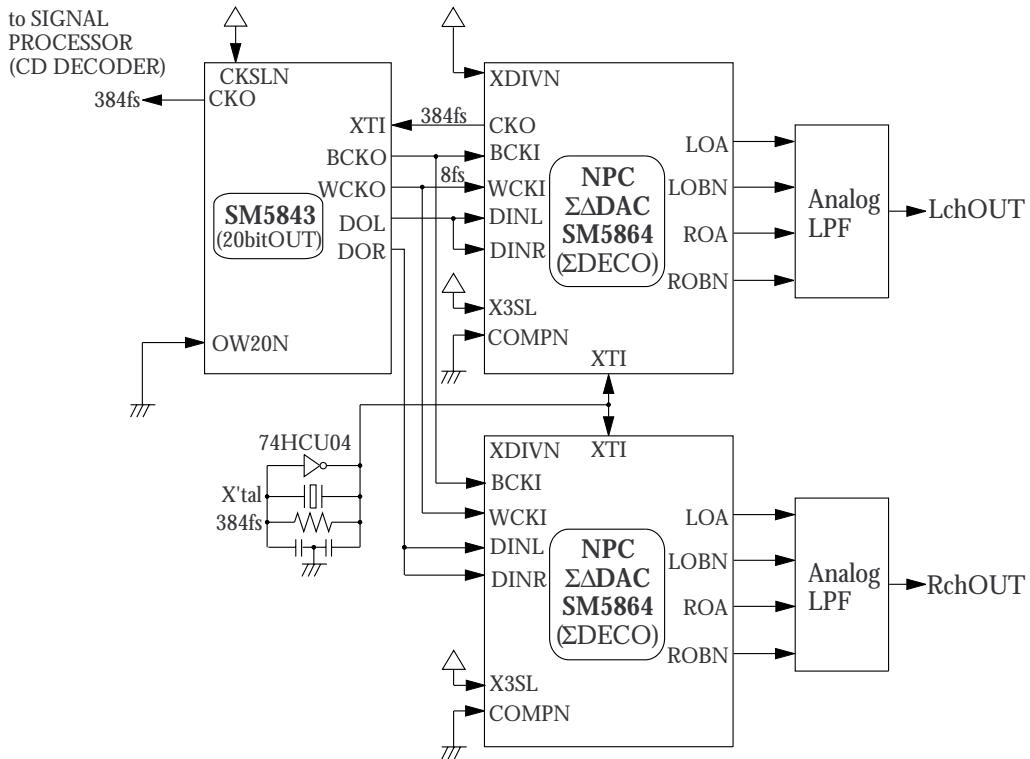 to SIGNAL
PROCESSOR
(CD DECODER)
384fs
CKSLN
CKO
XTI
BCKO
WCKO
DOL
DOR
SM5843
(20bitOUT)
OW20N
384fs
8fs
XDIVN
CKO
BCKI
WCKI
DINL
DINR
X3SL
COMPN
XTI
NPC
ΣΔDAC
SM5864
(ΣDECO)
LOA
LOBN
ROA
ROBN
Analog
LPF
LchOUT
74HCU04
X'tal
384fs
XDIVN
XTI
BCKI
WCKI
DINL
DINR
X3SL
COMPN
NPC
ΣΔDAC
SM5864
(ΣDECO)
LOA
LOBN
ROA
ROBN
Analog
LPF
RchOUT